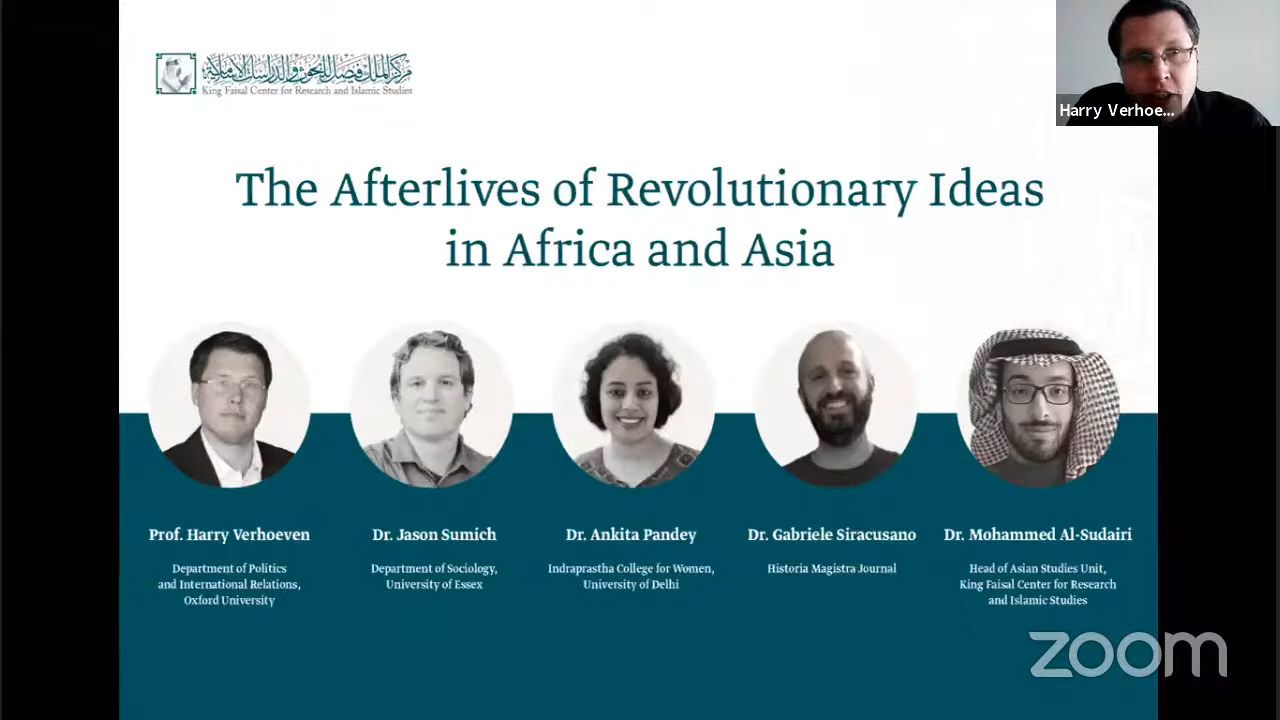 مركز الملك فيصل للبحوث والدراسات الإسلامية
King Faisal Center for Research and Islamic Studies
Harry Verhoe...
The Afterlives of Revolutionary Ideas
in Africa and Asia
Prof. Harry Verhoeven
Department of Politics
and International Relations,
Oxford University
Dr. Jason Sumich
Department of Sociology,
University of Essex
Dr. Ankita Pandey
Indraprastha College for Women,
University of Delhi
Dr. Gabriele Siracusano
Historia Magistra Journal
Dr. Mohammed Al-Sudairi
Head of Asian Studies Unit,
King Faisal Center for Research
and Islamic Studies
zoom